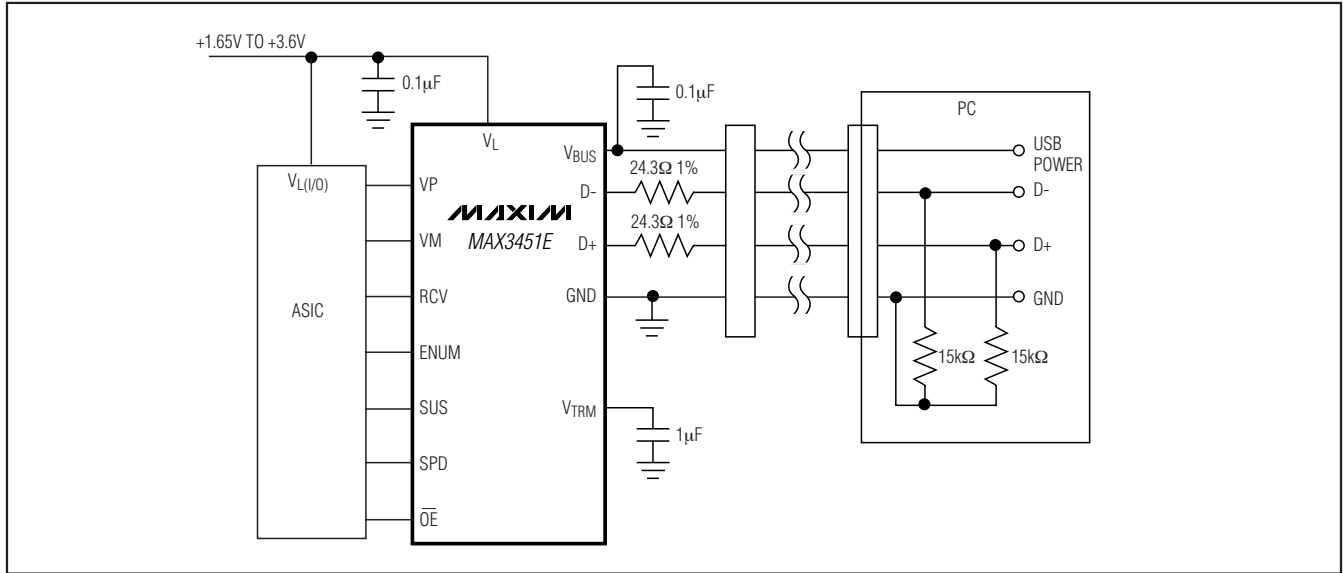 +1.65V TO +3.6V
0.1µF
0.1µF
PC
VL
VBUS
USB
POWER
VL(I/O)
VP
24.3Ω 1%
D-
D-
MAXIM
MAX3451E
VM
24.3Ω 1%
D+
D+
ASIC
RCV
GND
GND
ENUM
15kΩ
15kΩ
SUS
VTRM
1µF
SPD
O̅E̅